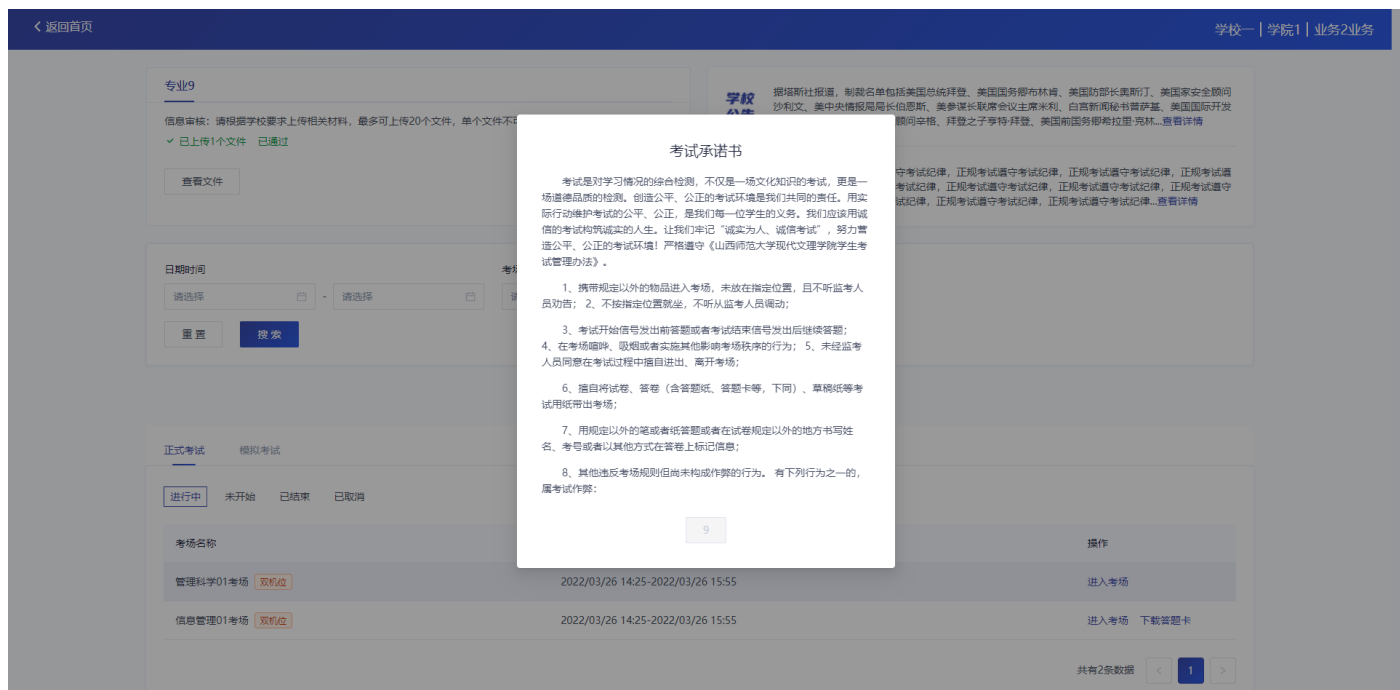 返回首页
学校一 | 学院1 | 业务2业务
专业9
信息审核：请根据学校要求上传相关材料，最多可上传20个文件，单个文件不
已上传1个文件 已通过
查看文件
学校
据塔斯社报道，制裁名单包括美国总统拜登、美国国务卿布林肯、美国防部长奥斯汀、美国家安全顾问
沙利文、美中央情报局局长伯恩斯、美参谋长联席会议主席米利、白宫新闻秘书普萨基、美国国际开发
顾问辛格、拜登之子亨特·拜登、美国前国务卿希拉里·克林...查看详情
守考试纪律，正规考试遵守考试纪律，正规考试遵守考试纪律，正规考试遵
考试纪律，正规考试遵守考试纪律，正规考试遵守考试纪律，正规考试遵守
试纪律，正规考试遵守考试纪律，正规考试遵守考试纪律...查看详情
考试承诺书
考试是对学习情况的综合检测，不仅是一场文化知识的考试，更是一
场道德品质的检测。创造公平、公正的考试环境是我们共同的责任。用实
际行动维护考试的公平、公正，是我们每一位学生的义务。我们应该用诚
信的考试构筑诚实的人生。让我们牢记“诚实为人、诚信考试”，努力营
造公平、公正的考试环境！严格遵守《山西师范大学现代文理学院学生考
试管理办法》。
1、携带规定以外的物品进入考场，未放在指定位置，且不听监考人
员劝告； 2、不按指定位置就坐，不听从监考人员调动；
3、考试开始信号发出前答题或者考试结束信号发出后继续答题；
4、在考场喧哗、吸烟或者实施其他影响考场秩序的行为； 5、未经监考
人员同意在考试过程中擅自进出、离开考场；
6、擅自将试卷、答卷（含答题纸、答题卡等，下同）、草稿纸等考
试用纸带出考场；
7、用规定以外的笔或者纸答题或者在试卷规定以外的地方书写姓
名、考号或者以其他方式在答卷上标记信息；
8、其他违反考场规则但尚未构成作弊的行为。 有下列行为之一的，
属考试作弊：
9
日期时间
请选择 - 请选择
重置 搜索
正式考试 模拟考试
进行中 未开始 已结束 已取消
考场名称 操作
管理科学01考场 双机位 2022/03/26 14:25-2022/03/26 15:55 进入考场
信息管理01考场 双机位 2022/03/26 14:25-2022/03/26 15:55 进入考场 下载答题卡
共有2条数据 < 1 >